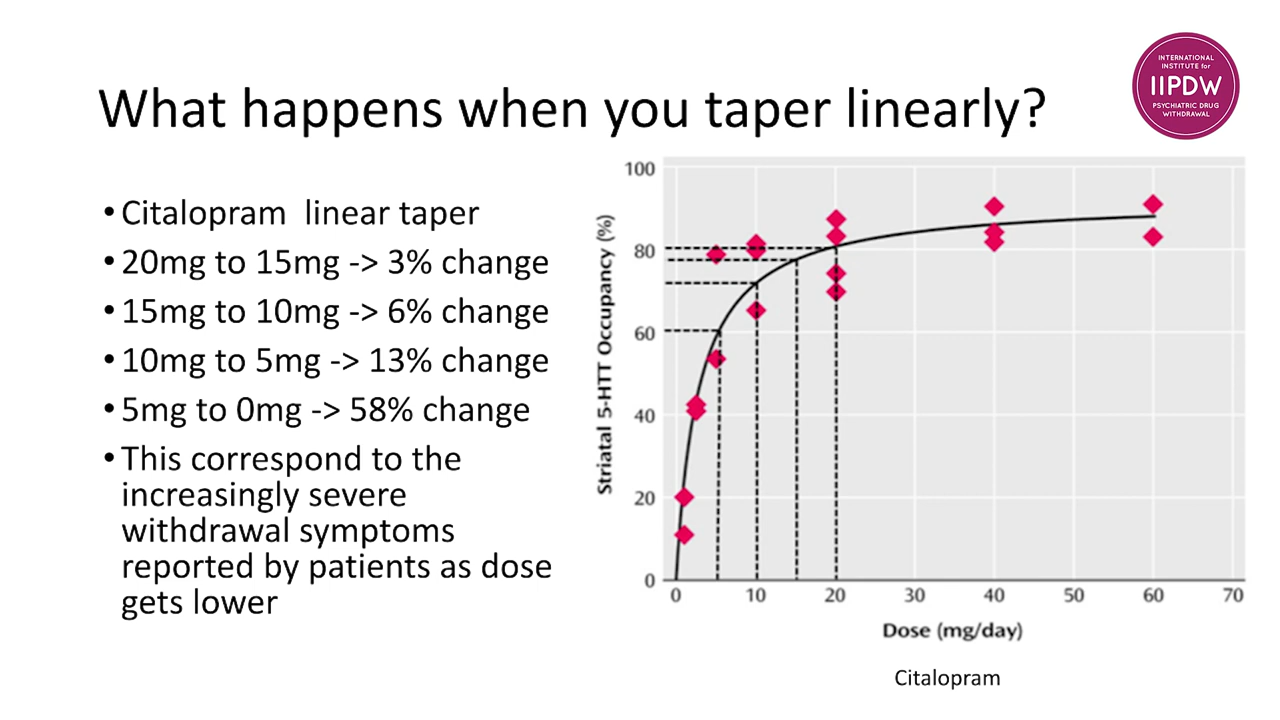 What happens when you taper linearly?
INTERNATIONAL
INSTITUTE for
IIPDW
PSYCHIATRIC DRUG
WITHDRAWAL
• Citalopram  linear taper
• 20mg to 15mg -> 3% change
• 15mg to 10mg -> 6% change
• 10mg to 5mg -> 13% change
• 5mg to 0mg -> 58% change
• This correspond to the
increasingly severe
withdrawal symptoms
reported by patients as dose
gets lower
Striatal 5-HTT Occupancy (%)
100
80
60
40
20
0
0 10 20 30 40 50 60 70
Dose (mg/day)
Citalopram